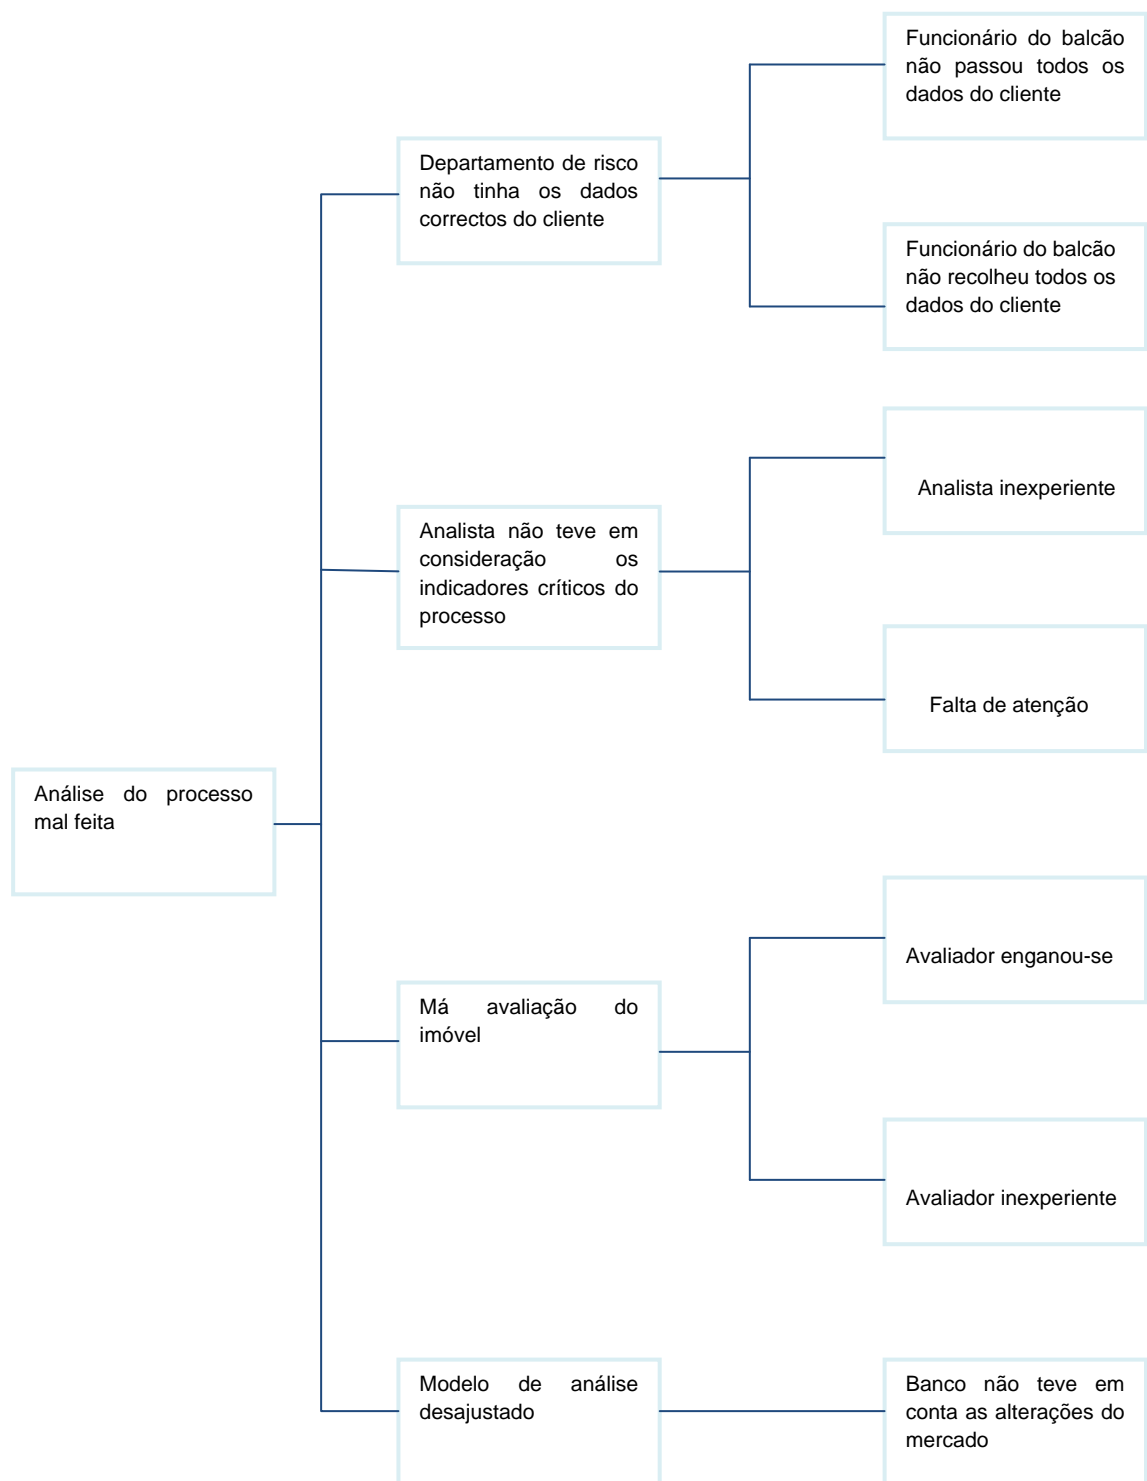 Funcionário do balcão
não passou todos os
dados do cliente
Departamento de risco
não tinha os dados
correctos do cliente
Funcionário do balcão
não recolheu todos os
dados do cliente
Analista inexperiente
Analista não teve em
consideração os
indicadores críticos do
processo
Falta de atenção
Análise do processo
mal feita
Avaliador enganou-se
Má avaliação do
imóvel
Avaliador inexperiente
Modelo de análise
desajustado
Banco não teve em
conta as alterações do
mercado